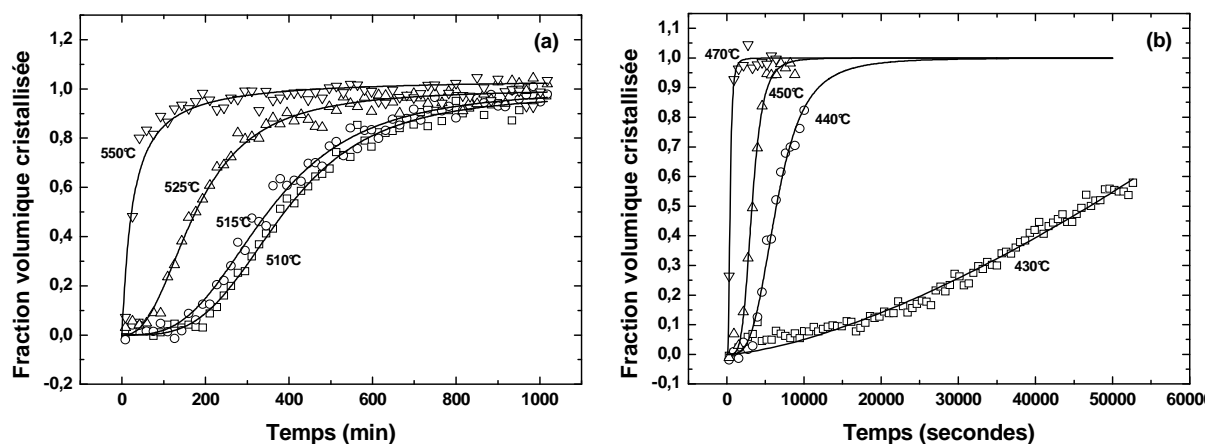 (a)
Fraction volumique cristallisée
1,2
1,0
0,8
0,6
0,4
0,2
0,0
-0,2
550°C
525°C
515°C
510°C
0
200
400
600
800
1000
Temps (min)
(b)
Fraction volumique cristallisée
1,1
1,0
0,9
0,8
0,7
0,6
0,5
0,4
0,3
0,2
0,1
0,0
-0,1
470°C
450°C
440°C
430°C
0
10000
20000
30000
40000
50000
60000
Temps (secondes)